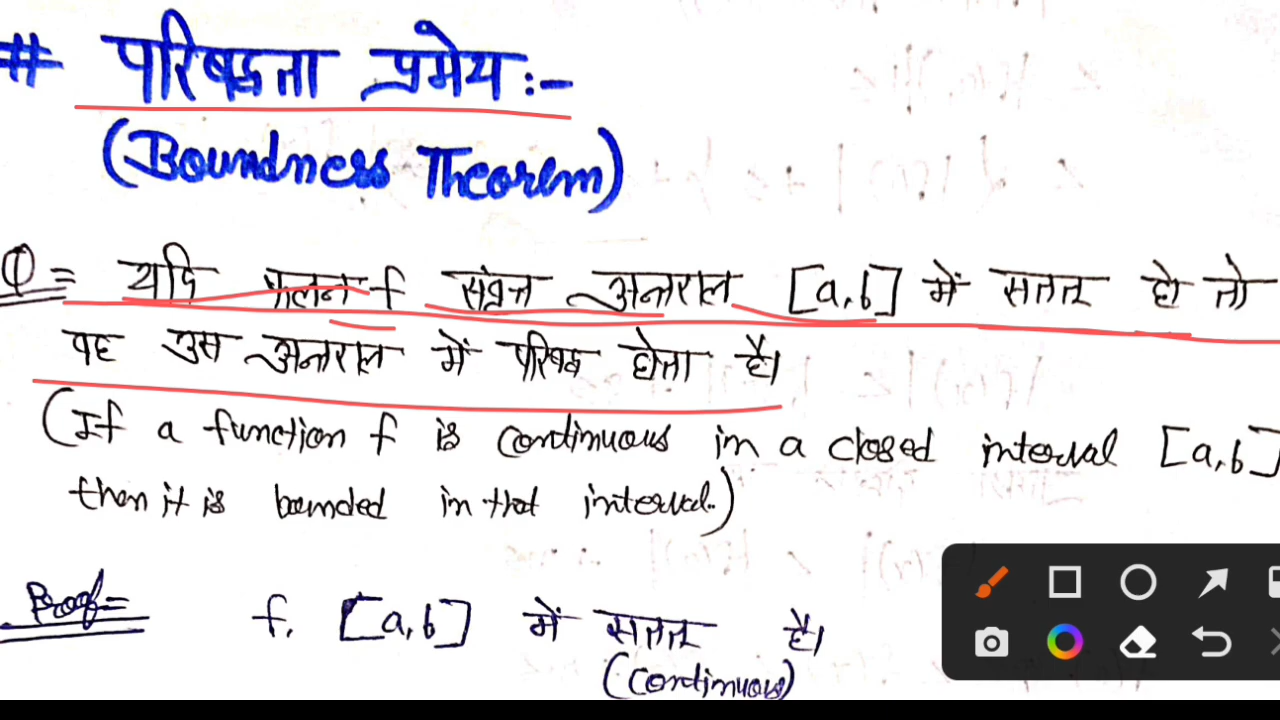 # परिबद्धता प्रमेय :-
(Boundness Theorem)
Q = यदि फलन f संवृत्त अन्तराल [a,b] में सतत हो तो
वह उस अन्तराल में परिबद्ध होता है।
(If a function f is continuous in a closed interval [a,b]
then it is bounded in that interval.)
Proof = f, [a,b] में सतत है।
(continuous)